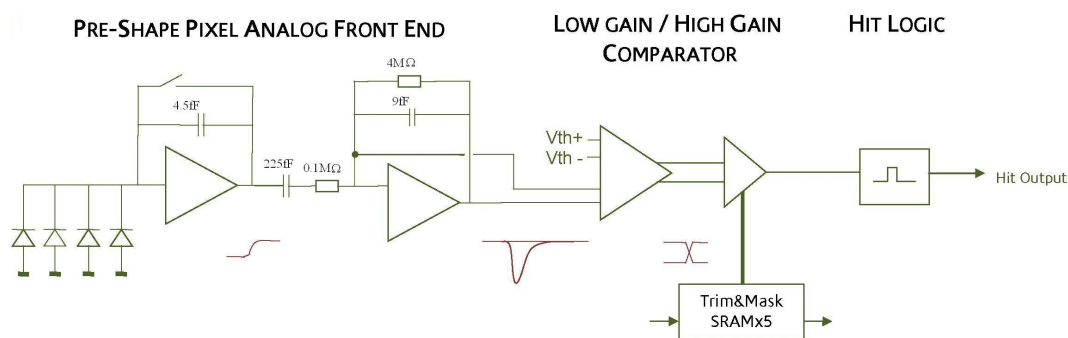 PRE-SHAPE PIXEL ANALOG FRONT END
LOW GAIN / HIGH GAIN
COMPARATOR
HIT LOGIC
4.5fF
225fF
0.1MΩ
4MΩ
9fF
Vth+
Vth -
Hit Output
Trim&Mask
SRAMx5